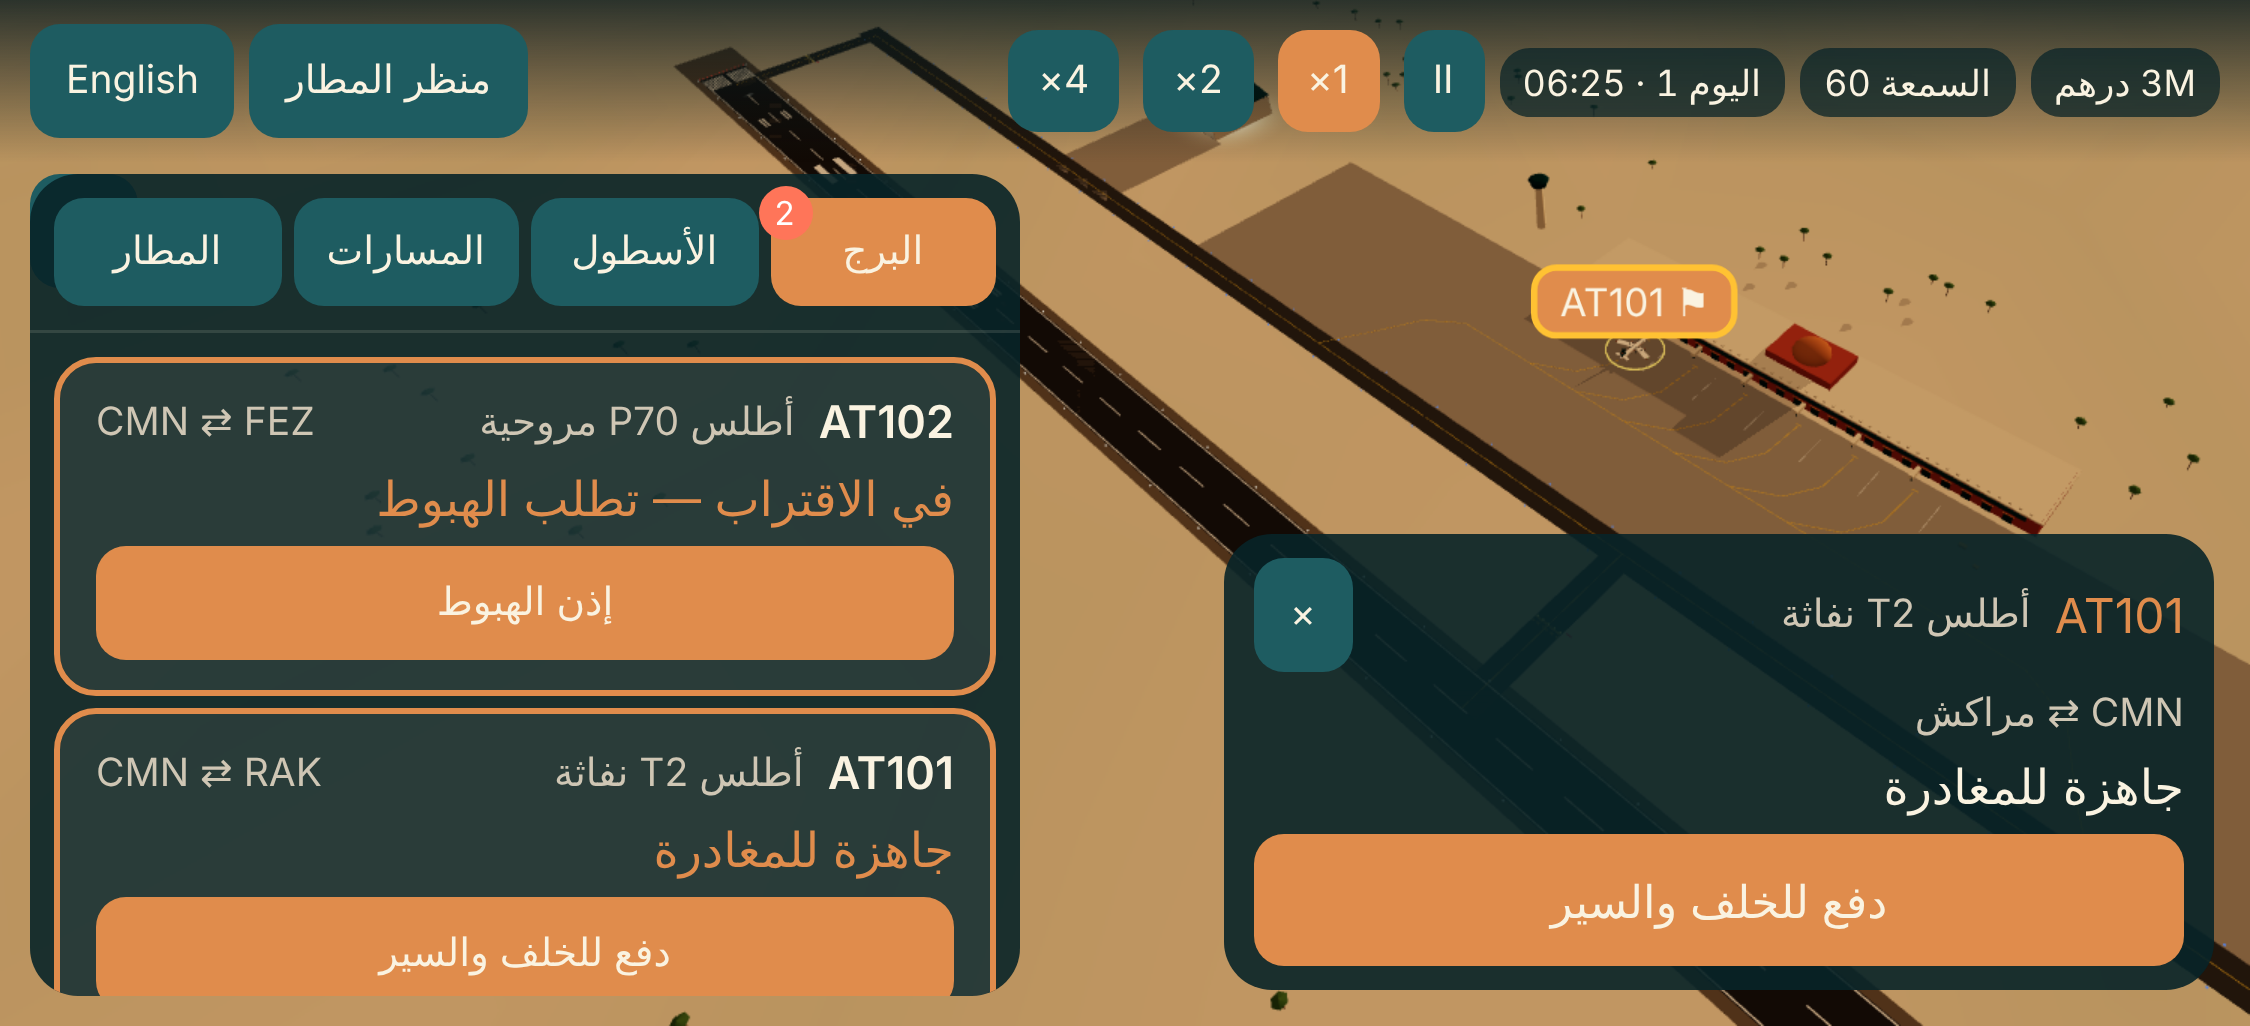 3M درهم
السمعة 60
اليوم 1 · 06:25
II
×1
×2
×4
منظر المطار
English
البرج
2
الأسطول
المسارات
المطار
AT102 أطلس P70 مروحية
CMN ⇄ FEZ
في الاقتراب — تطلب الهبوط
إذن الهبوط
AT101 أطلس T2 نفاثة
CMN ⇄ RAK
جاهزة للمغادرة
دفع للخلف والسير
AT101 ⚑
AT101 أطلس T2 نفاثة
×
CMN ⇄ مراكش
جاهزة للمغادرة
دفع للخلف والسير